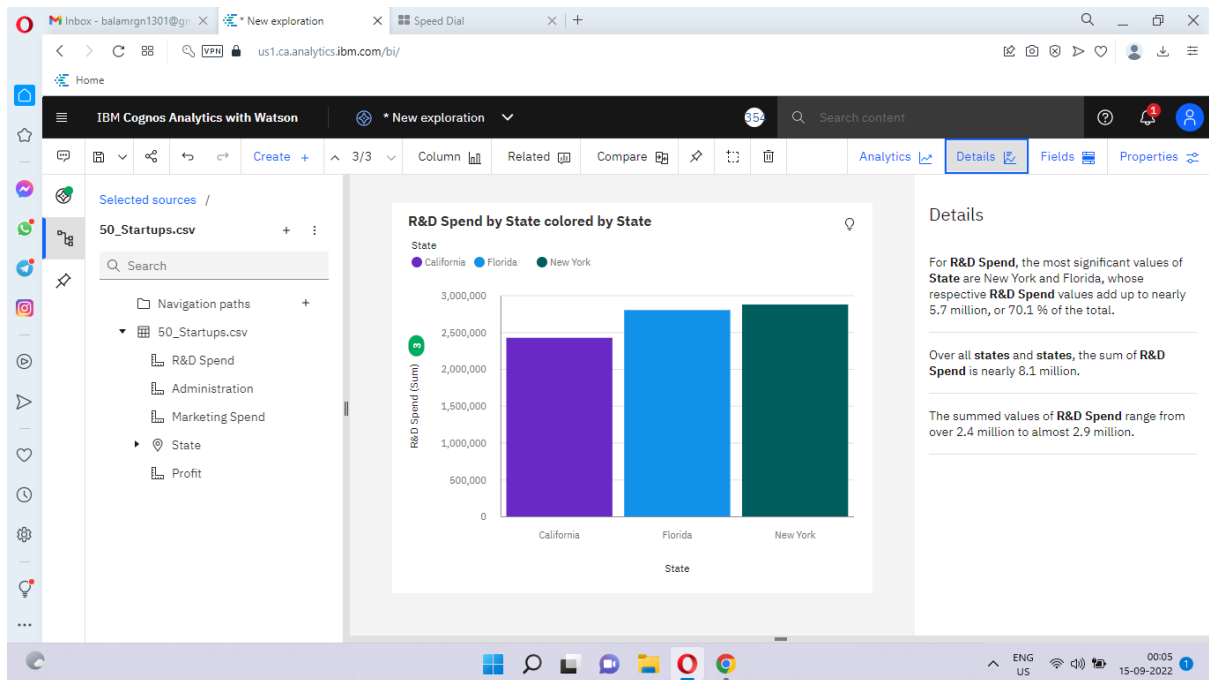 Inbox - balamrgn1301@gm
* New exploration
Speed Dial
VPN us1.ca.analytics.ibm.com/bi/
Home
IBM Cognos Analytics with Watson
* New exploration
354
Search content
1
Create +
3/3
Column
Related
Compare
Analytics
Details
Fields
Properties
Selected sources /
50_Startups.csv
Search
Navigation paths
50_Startups.csv
R&D Spend
Administration
Marketing Spend
State
Profit
R&D Spend by State colored by State
State
California Florida New York
3,000,000
2,500,000
2,000,000
1,500,000
1,000,000
500,000
0
R&D Spend (Sum) 3
California Florida New York
State
Details
For R&D Spend, the most significant values of
State are New York and Florida, whose
respective R&D Spend values add up to nearly
5.7 million, or 70.1 % of the total.
Over all states and states, the sum of R&D
Spend is nearly 8.1 million.
The summed values of R&D Spend range from
over 2.4 million to almost 2.9 million.
ENG
US
00:05
15-09-2022
1